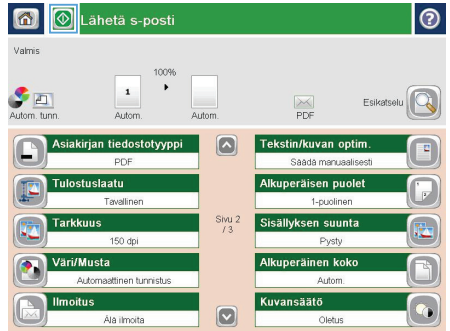 Lähetä s-posti
Valmis
100%
1
Autom. tunn.
Autom.
Autom.
PDF
Esikatselu
Asiakirjan tiedostotyyppi
PDF
Tulostuslaatu
Tavallinen
Tarkkuus
150 dpi
Väri/Musta
Automaattinen tunnistus
Ilmoitus
Älä ilmoita
Sivu 2
/ 3
Tekstin/kuvan optim.
Säädä manuaalisesti
Alkuperäisen puolet
1-puolinen
Sisällyksen suunta
Pysty
Alkuperäinen koko
Autom.
Kuvansäätö
Oletus